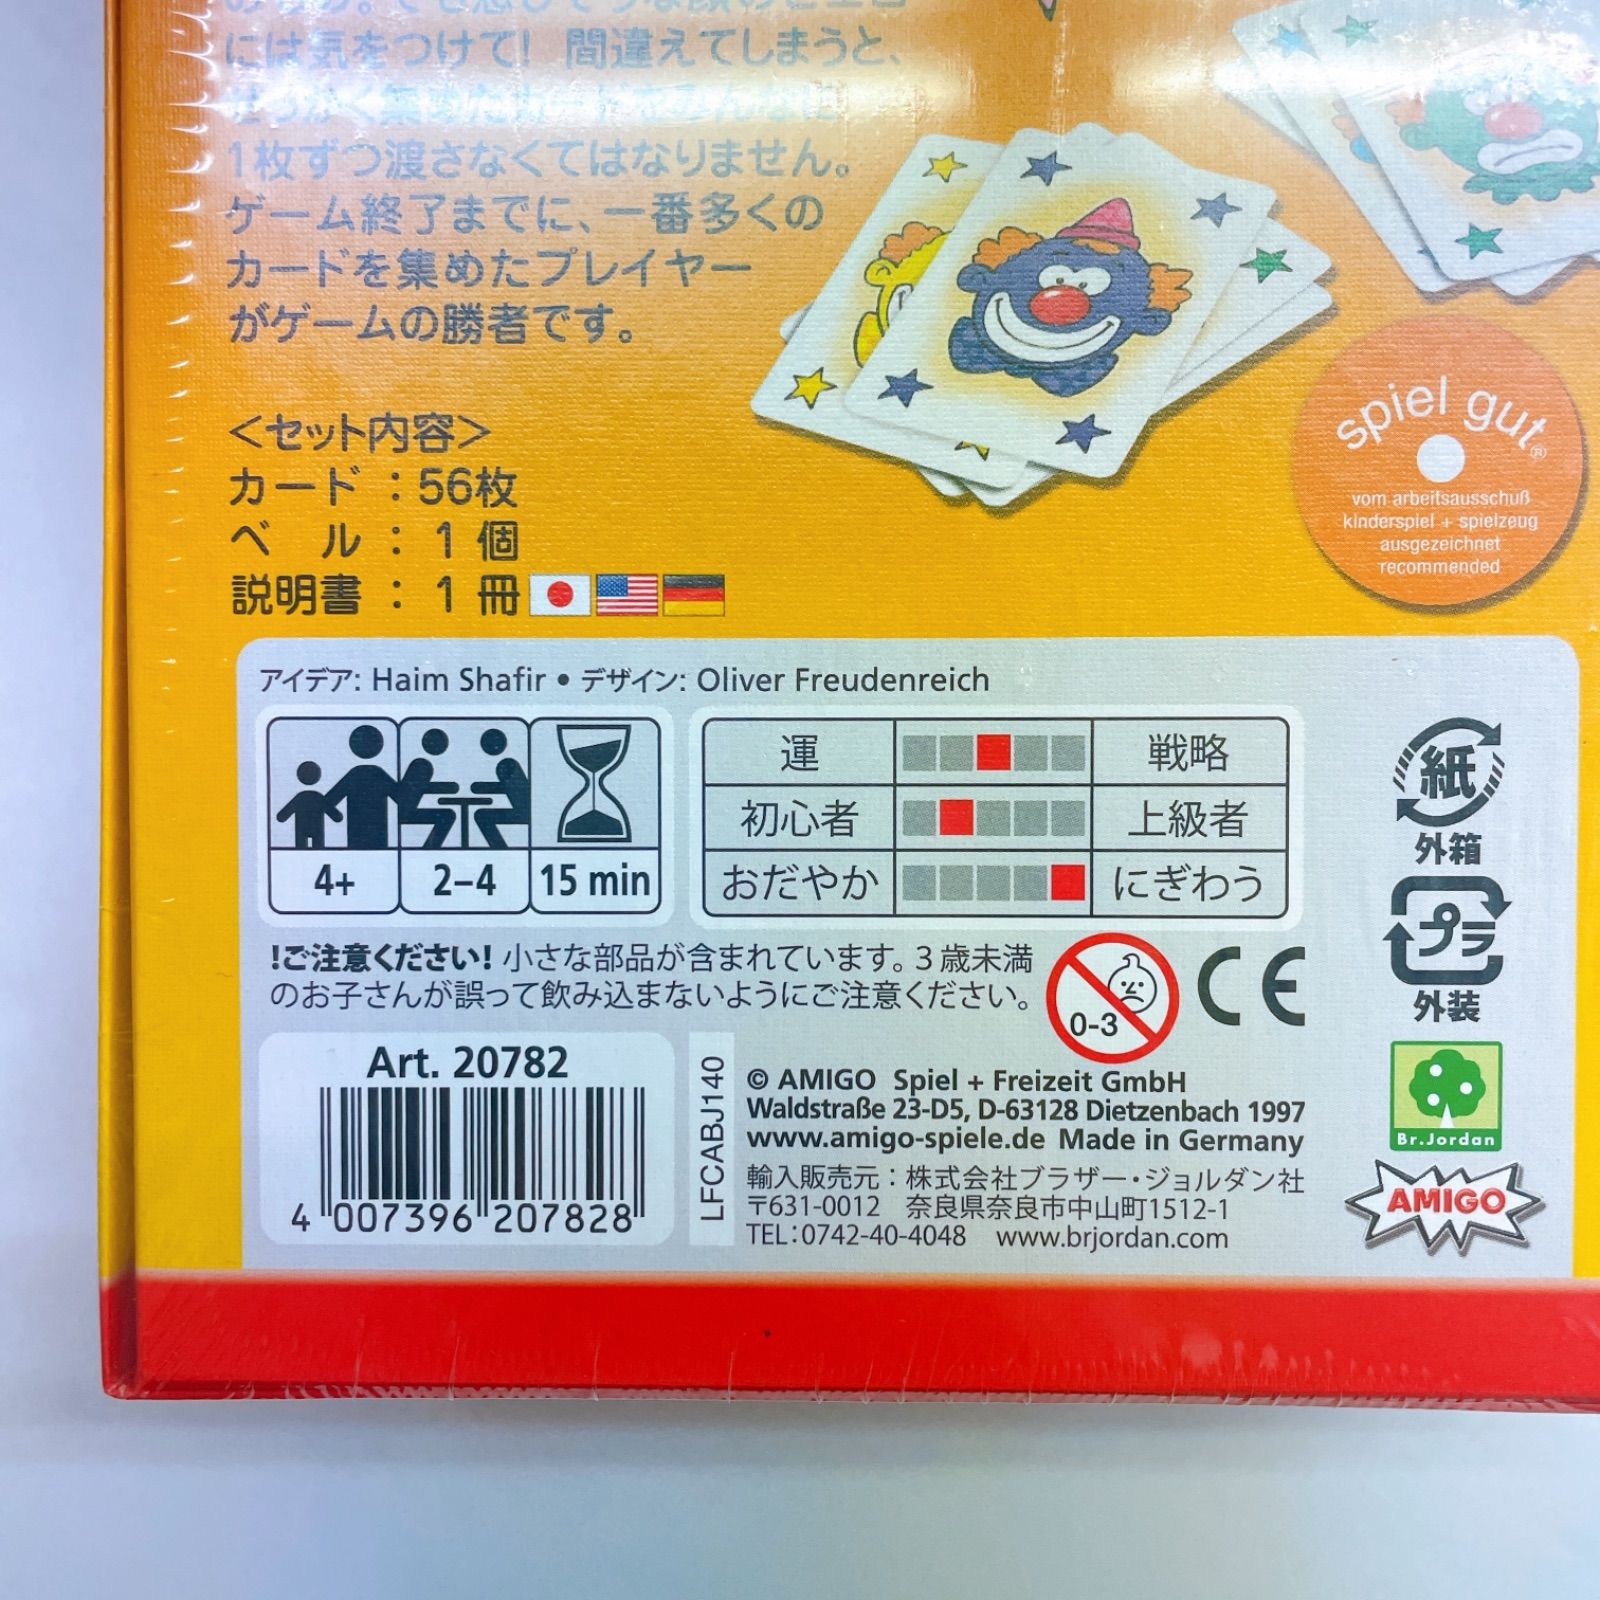 には気をつけて! 間違えてしまうと、
1枚ずつ渡さなくてはなりません。
ゲーム終了までに、一番多くの
カードを集めたプレイヤー
がゲームの勝者です。
<セット内容>
カード:56枚
ベル:1個
説明書:1冊
spiel gut®
vom arbeitsausschuß
kinderspiel + spielzeug
ausgezeichnet
recommended
アイデア: Haim Shafir • デザイン: Oliver Freudenreich
4+ 2–4 15 min
運 戦略
初心者 上級者
おだやか にぎわう
紙
外箱
プラ
外装
!ご注意ください! 小さな部品が含まれています。3歳未満
のお子さんが誤って飲み込まないようにご注意ください。
0-3
CE
Art. 20782
4 007396 207828
LFCABJ140
© AMIGO Spiel + Freizeit GmbH
Waldstraße 23-D5, D-63128 Dietzenbach 1997
www.amigo-spiele.de Made in Germany
輸入販売元:株式会社ブラザー・ジョルダン社
〒631-0012 奈良県奈良市中山町1512-1
TEL:0742-40-4048 www.brjordan.com
Br.Jordan
AMIGO